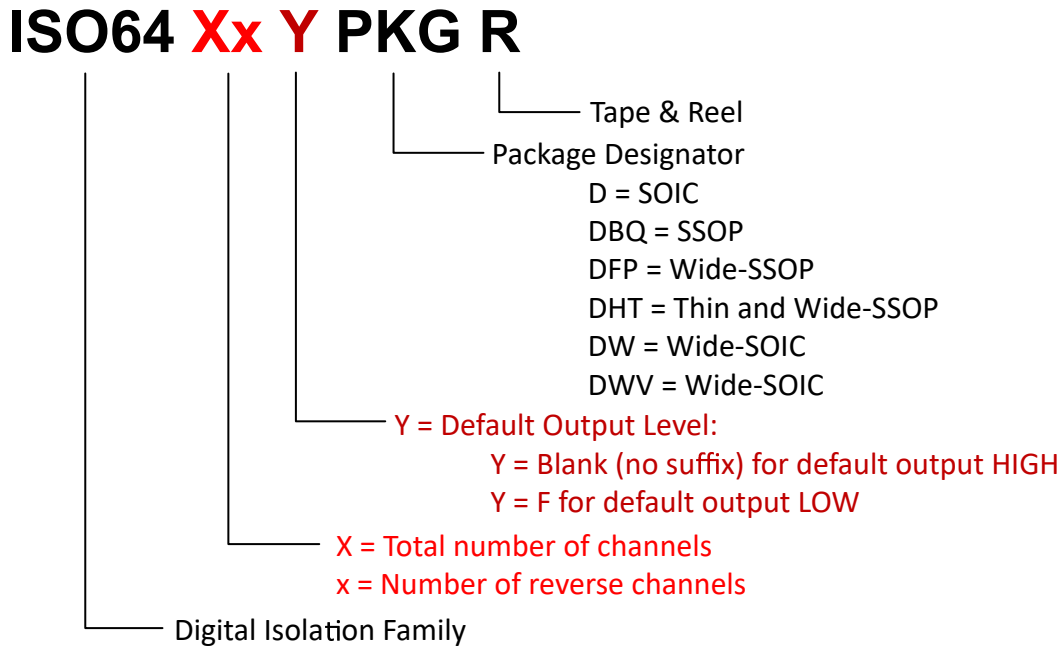 ISO64 Xx Y PKG R
Tape & Reel
Package Designator
D = SOIC
DBQ = SSOP
DFP = Wide-SSOP
DHT = Thin and Wide-SSOP
DW = Wide-SOIC
DWV = Wide-SOIC
Y = Default Output Level:
Y = Blank (no suffix) for default output HIGH
Y = F for default output LOW
X = Total number of channels
x = Number of reverse channels
Digital Isolation Family